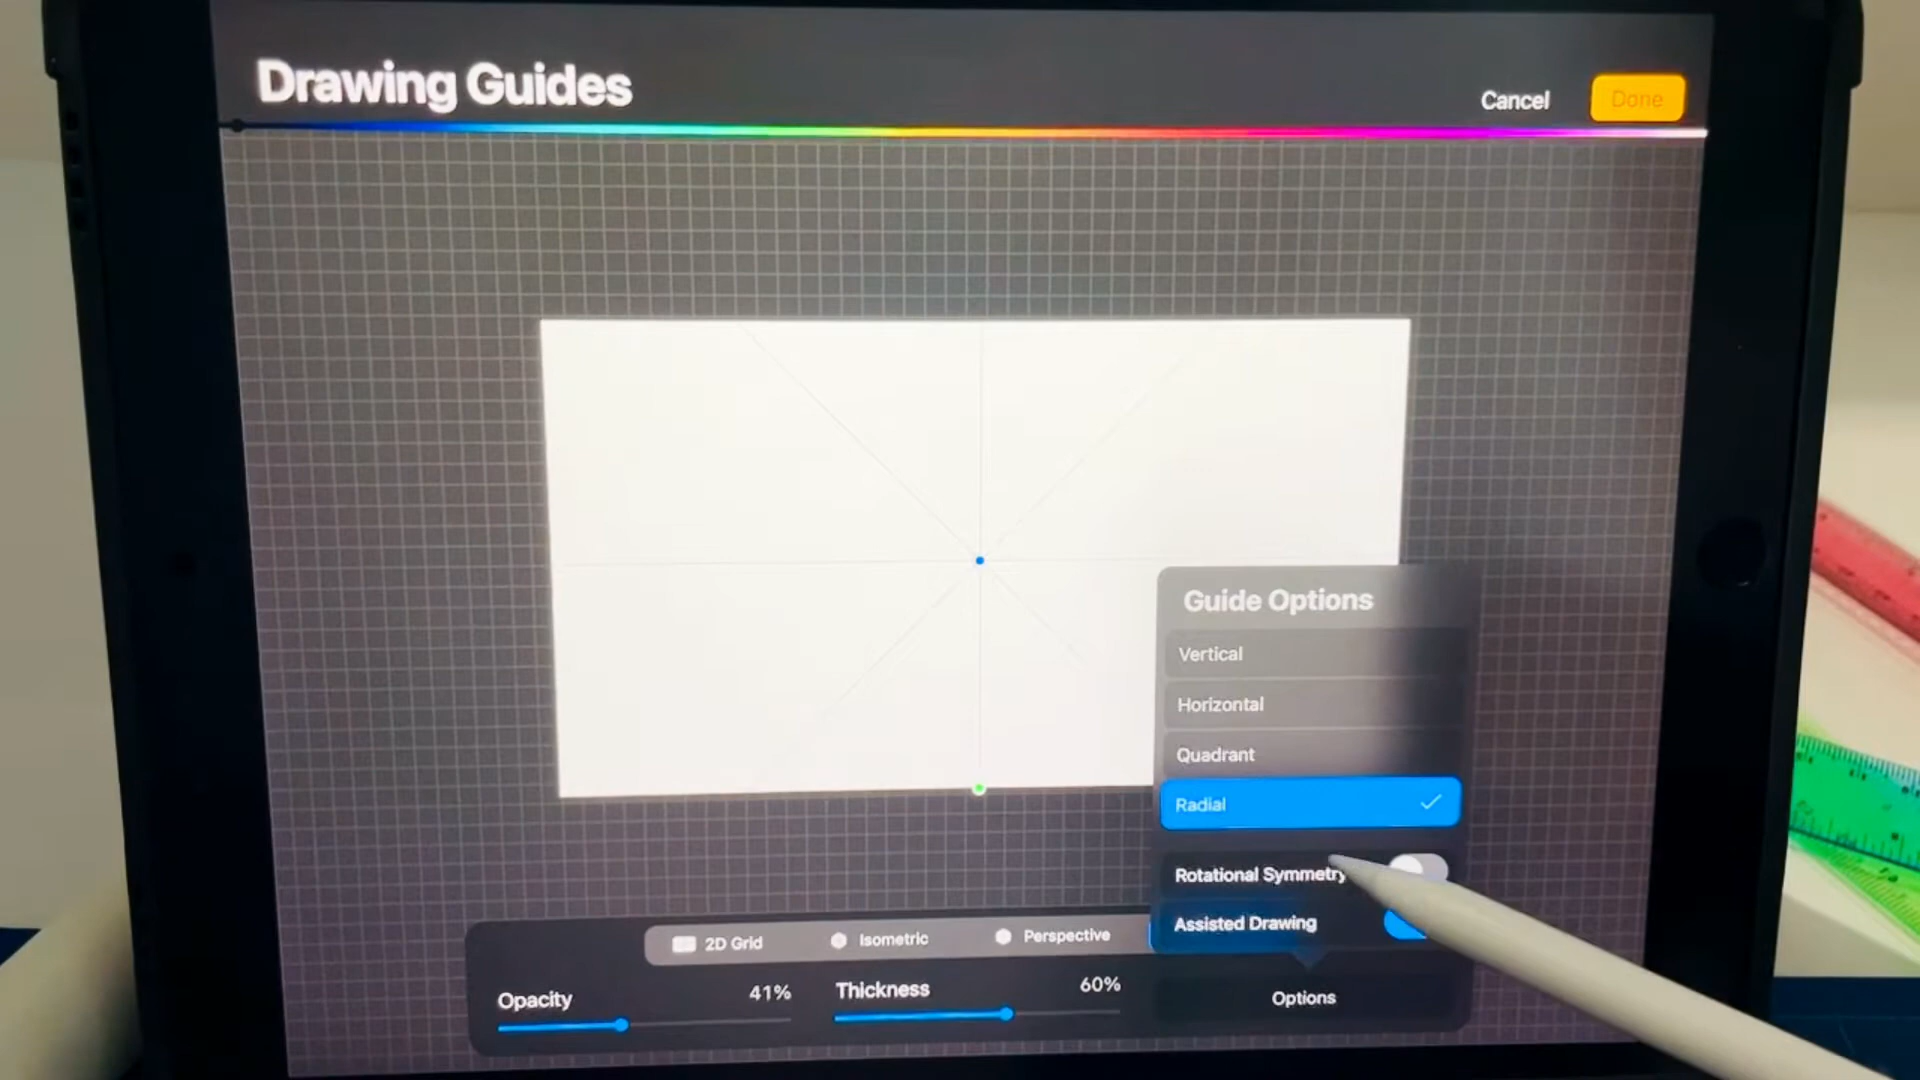 Drawing Guides
Cancel
Done
Guide Options
Vertical
Horizontal
Quadrant
Radial
Rotational Symmetry
Assisted Drawing
2D Grid
Isometric
Perspective
Opacity
41%
Thickness
60%
Options